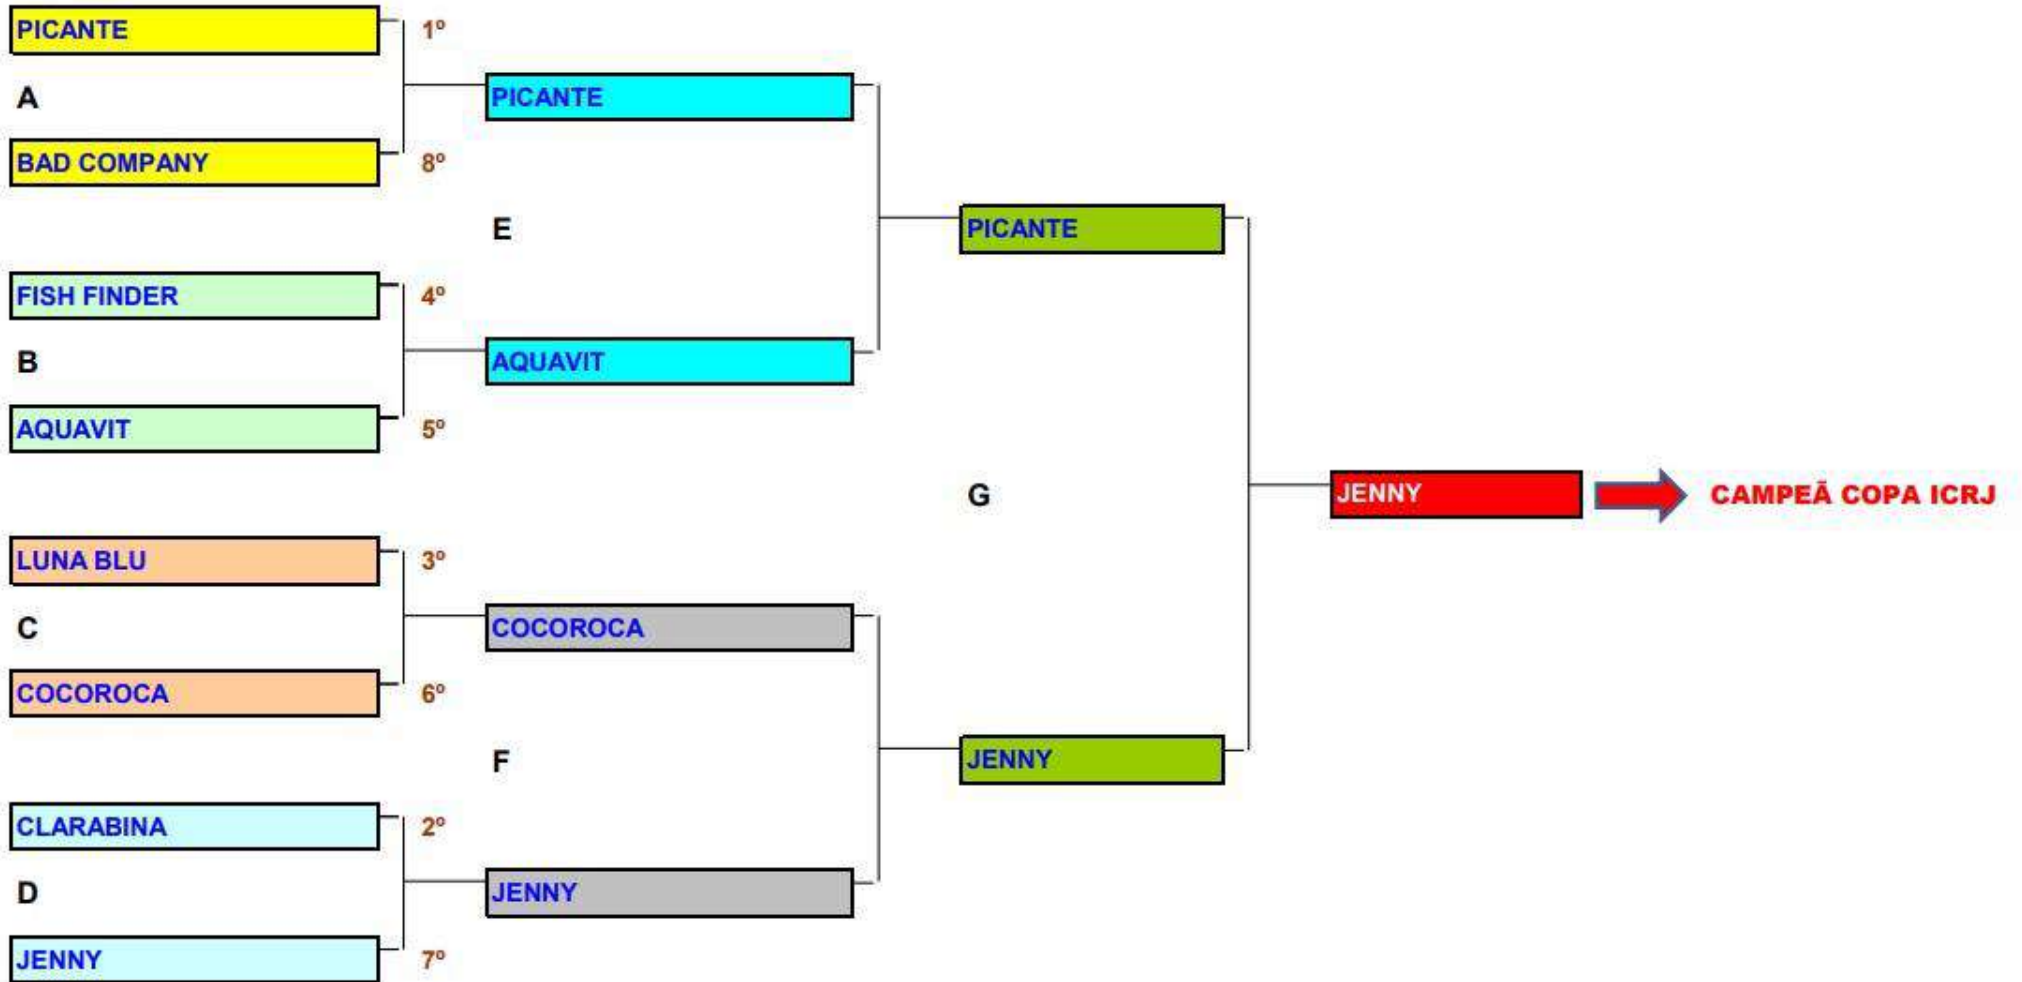 PICANTE 1º
A PICANTE
BAD COMPANY 8º
E PICANTE
FISH FINDER 4º
B AQUAVIT
AQUAVIT 5º
G JENNY CAMPEÃ COPA ICRJ
LUNA BLU 3º
C COCOROCA
COCOROCA 6º
F JENNY
CLARABINA 2º
D JENNY
JENNY 7º